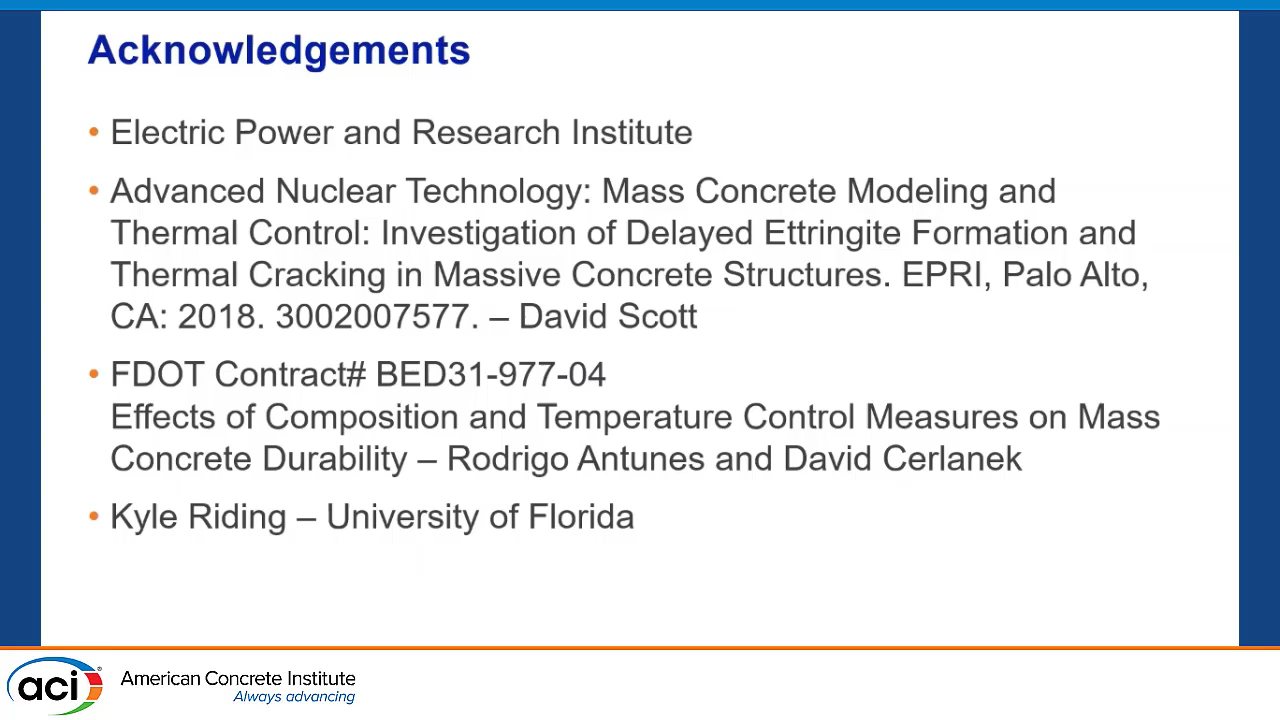 Acknowledgements
• Electric Power and Research Institute
• Advanced Nuclear Technology: Mass Concrete Modeling and
Thermal Control: Investigation of Delayed Ettringite Formation and
Thermal Cracking in Massive Concrete Structures. EPRI, Palo Alto,
CA: 2018. 3002007577. – David Scott
• FDOT Contract# BED31-977-04
Effects of Composition and Temperature Control Measures on Mass
Concrete Durability – Rodrigo Antunes and David Cerlanek
• Kyle Riding – University of Florida
aci®
American Concrete Institute
Always advancing